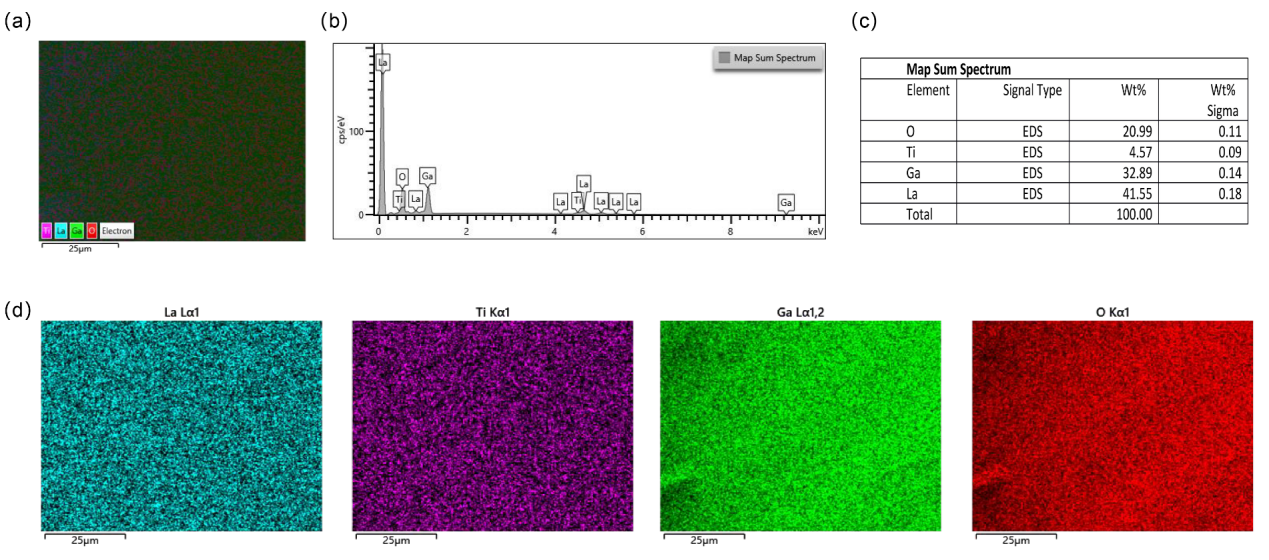 (a)
(b)
(c)
Ti La Ga O Electron
25μm
Map Sum Spectrum
cps/eV
100
0
La
O
Ti
La
Ga
La
Ti
La
La
La
La
Ga
0 2 4 6 8 keV
Map Sum Spectrum
Element Signal Type Wt% Wt%
Sigma
O EDS 20.99 0.11
Ti EDS 4.57 0.09
Ga EDS 32.89 0.14
La EDS 41.55 0.18
Total 100.00
(d)
La Lα1
Ti Kα1
Ga Lα1,2
O Kα1
25μm
25μm
25μm
25μm